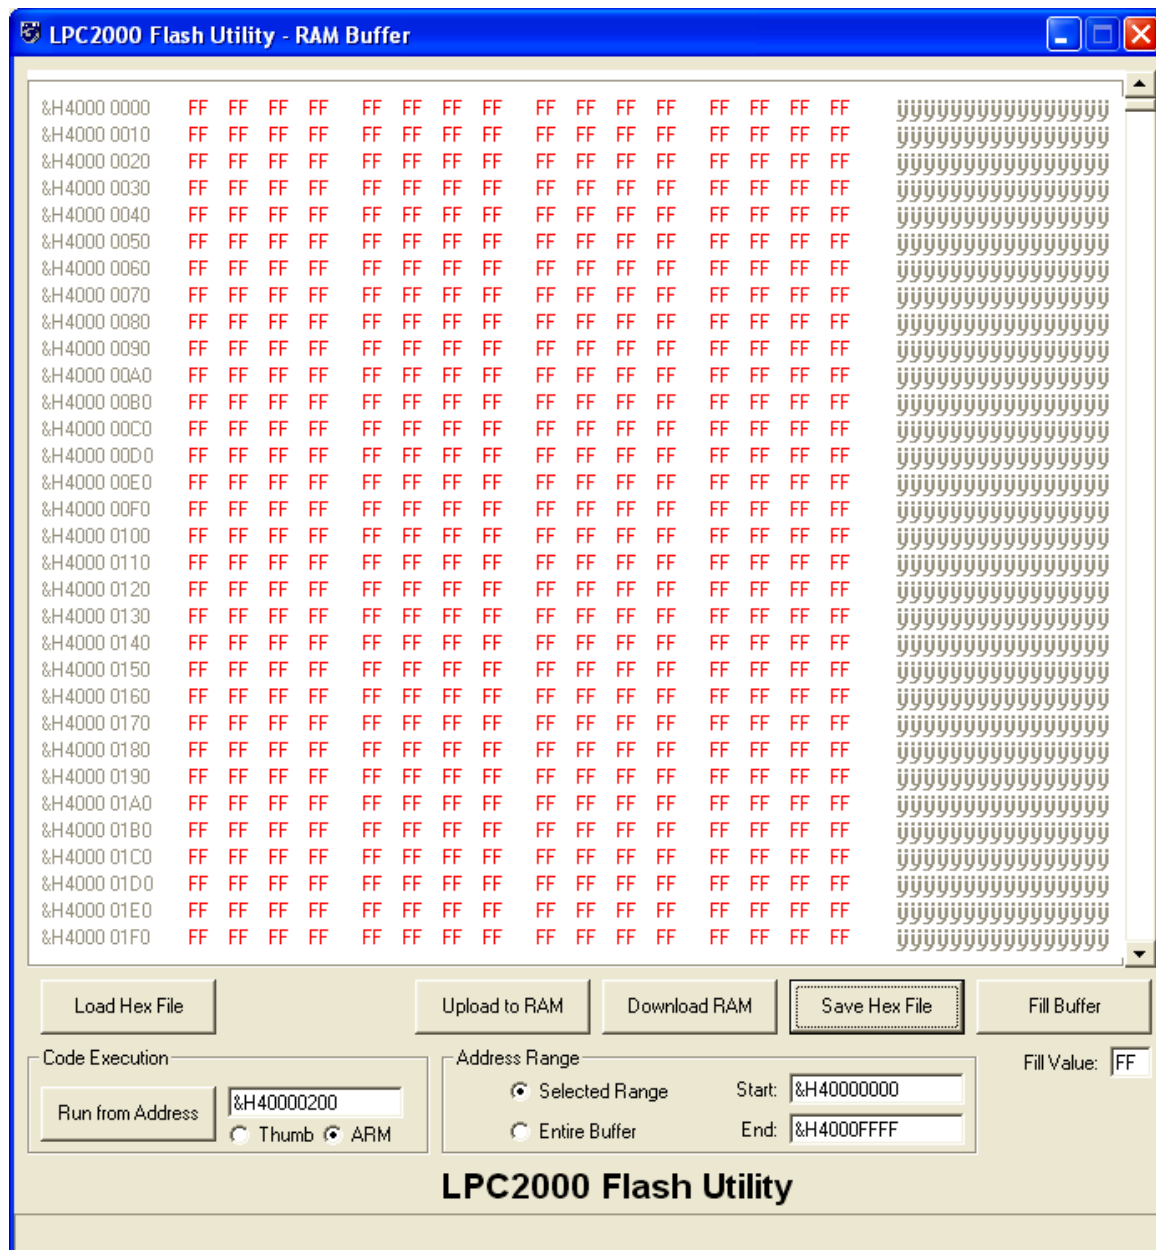 LPC2000 Flash Utility - RAM Buffer
&H4000 0000 FF FF FF FF FF FF FF FF FF FF FF FF FF FF FF FF ÿÿÿÿÿÿÿÿÿÿÿÿÿÿÿÿ
&H4000 0010 FF FF FF FF FF FF FF FF FF FF FF FF FF FF FF FF ÿÿÿÿÿÿÿÿÿÿÿÿÿÿÿÿ
&H4000 0020 FF FF FF FF FF FF FF FF FF FF FF FF FF FF FF FF ÿÿÿÿÿÿÿÿÿÿÿÿÿÿÿÿ
&H4000 0030 FF FF FF FF FF FF FF FF FF FF FF FF FF FF FF FF ÿÿÿÿÿÿÿÿÿÿÿÿÿÿÿÿ
&H4000 0040 FF FF FF FF FF FF FF FF FF FF FF FF FF FF FF FF ÿÿÿÿÿÿÿÿÿÿÿÿÿÿÿÿ
&H4000 0050 FF FF FF FF FF FF FF FF FF FF FF FF FF FF FF FF ÿÿÿÿÿÿÿÿÿÿÿÿÿÿÿÿ
&H4000 0060 FF FF FF FF FF FF FF FF FF FF FF FF FF FF FF FF ÿÿÿÿÿÿÿÿÿÿÿÿÿÿÿÿ
&H4000 0070 FF FF FF FF FF FF FF FF FF FF FF FF FF FF FF FF ÿÿÿÿÿÿÿÿÿÿÿÿÿÿÿÿ
&H4000 0080 FF FF FF FF FF FF FF FF FF FF FF FF FF FF FF FF ÿÿÿÿÿÿÿÿÿÿÿÿÿÿÿÿ
&H4000 0090 FF FF FF FF FF FF FF FF FF FF FF FF FF FF FF FF ÿÿÿÿÿÿÿÿÿÿÿÿÿÿÿÿ
&H4000 00A0 FF FF FF FF FF FF FF FF FF FF FF FF FF FF FF FF ÿÿÿÿÿÿÿÿÿÿÿÿÿÿÿÿ
&H4000 00B0 FF FF FF FF FF FF FF FF FF FF FF FF FF FF FF FF ÿÿÿÿÿÿÿÿÿÿÿÿÿÿÿÿ
&H4000 00C0 FF FF FF FF FF FF FF FF FF FF FF FF FF FF FF FF ÿÿÿÿÿÿÿÿÿÿÿÿÿÿÿÿ
&H4000 00D0 FF FF FF FF FF FF FF FF FF FF FF FF FF FF FF FF ÿÿÿÿÿÿÿÿÿÿÿÿÿÿÿÿ
&H4000 00E0 FF FF FF FF FF FF FF FF FF FF FF FF FF FF FF FF ÿÿÿÿÿÿÿÿÿÿÿÿÿÿÿÿ
&H4000 00F0 FF FF FF FF FF FF FF FF FF FF FF FF FF FF FF FF ÿÿÿÿÿÿÿÿÿÿÿÿÿÿÿÿ
&H4000 0100 FF FF FF FF FF FF FF FF FF FF FF FF FF FF FF FF ÿÿÿÿÿÿÿÿÿÿÿÿÿÿÿÿ
&H4000 0110 FF FF FF FF FF FF FF FF FF FF FF FF FF FF FF FF ÿÿÿÿÿÿÿÿÿÿÿÿÿÿÿÿ
&H4000 0120 FF FF FF FF FF FF FF FF FF FF FF FF FF FF FF FF ÿÿÿÿÿÿÿÿÿÿÿÿÿÿÿÿ
&H4000 0130 FF FF FF FF FF FF FF FF FF FF FF FF FF FF FF FF ÿÿÿÿÿÿÿÿÿÿÿÿÿÿÿÿ
&H4000 0140 FF FF FF FF FF FF FF FF FF FF FF FF FF FF FF FF ÿÿÿÿÿÿÿÿÿÿÿÿÿÿÿÿ
&H4000 0150 FF FF FF FF FF FF FF FF FF FF FF FF FF FF FF FF ÿÿÿÿÿÿÿÿÿÿÿÿÿÿÿÿ
&H4000 0160 FF FF FF FF FF FF FF FF FF FF FF FF FF FF FF FF ÿÿÿÿÿÿÿÿÿÿÿÿÿÿÿÿ
&H4000 0170 FF FF FF FF FF FF FF FF FF FF FF FF FF FF FF FF ÿÿÿÿÿÿÿÿÿÿÿÿÿÿÿÿ
&H4000 0180 FF FF FF FF FF FF FF FF FF FF FF FF FF FF FF FF ÿÿÿÿÿÿÿÿÿÿÿÿÿÿÿÿ
&H4000 0190 FF FF FF FF FF FF FF FF FF FF FF FF FF FF FF FF ÿÿÿÿÿÿÿÿÿÿÿÿÿÿÿÿ
&H4000 01A0 FF FF FF FF FF FF FF FF FF FF FF FF FF FF FF FF ÿÿÿÿÿÿÿÿÿÿÿÿÿÿÿÿ
&H4000 01B0 FF FF FF FF FF FF FF FF FF FF FF FF FF FF FF FF ÿÿÿÿÿÿÿÿÿÿÿÿÿÿÿÿ
&H4000 01C0 FF FF FF FF FF FF FF FF FF FF FF FF FF FF FF FF ÿÿÿÿÿÿÿÿÿÿÿÿÿÿÿÿ
&H4000 01D0 FF FF FF FF FF FF FF FF FF FF FF FF FF FF FF FF ÿÿÿÿÿÿÿÿÿÿÿÿÿÿÿÿ
&H4000 01E0 FF FF FF FF FF FF FF FF FF FF FF FF FF FF FF FF ÿÿÿÿÿÿÿÿÿÿÿÿÿÿÿÿ
&H4000 01F0 FF FF FF FF FF FF FF FF FF FF FF FF FF FF FF FF ÿÿÿÿÿÿÿÿÿÿÿÿÿÿÿÿ
Load Hex File Upload to RAM Download RAM Save Hex File Fill Buffer
Code Execution Address Range Fill Value: FF
Run from Address &H40000200 Selected Range Start: &H40000000
Thumb ARM Entire Buffer End: &H4000FFFF
LPC2000 Flash Utility